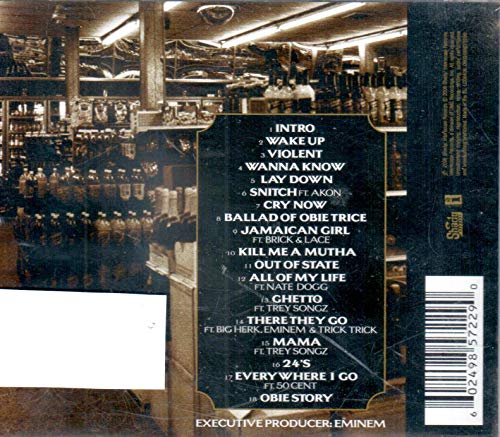 1 INTRO
2 WAKE UP
3 VIOLENT
4 WANNA KNOW
5 LAY DOWN
6 SNITCH FT. AKON
7 CRY NOW
8 BALLAD OF OBIE TRICE
9 JAMAICAN GIRL
FT. BRICK & LACE
10 KILL ME A MUTHA
11 OUT OF STATE
12 ALL OF MY LIFE
FT. NATE DOGG
13 GHETTO
FT. TREY SONGZ
14 THERE THEY GO
FT. BIG HERK, EMINEM & TRICK TRICK
15 MAMA
FT. TREY SONGZ
16 24'S
17 EVERYWHERE I GO
FT. 50 CENT
18 OBIE STORY
EXECUTIVE PRODUCER: EMINEM
6 02498 57229 0